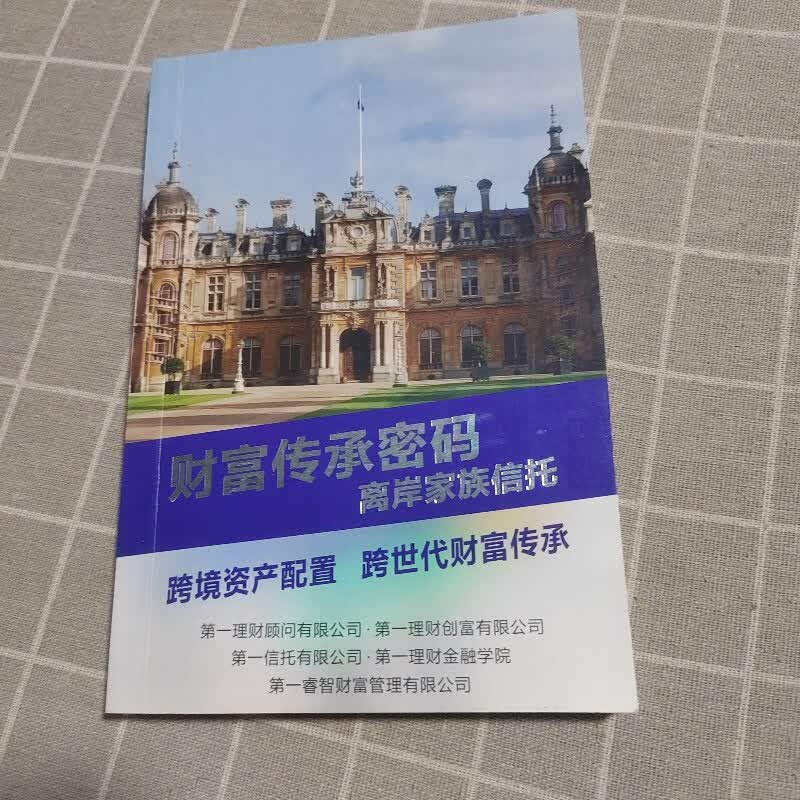 财富传承密码
离岸家族信托
跨境资产配置 跨世代财富传承
第一理财顾问有限公司·第一理财创富有限公司
第一信托有限公司·第一理财金融学院
第一睿智财富管理有限公司